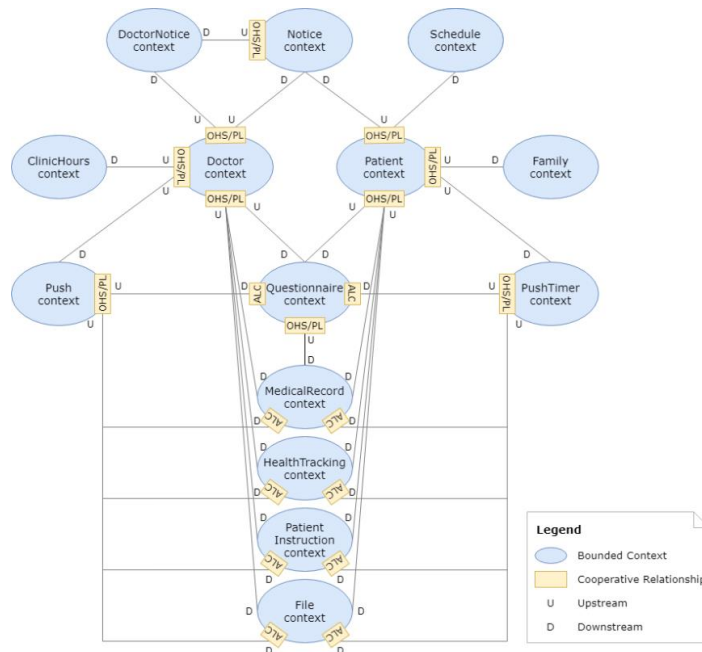 DoctorNotice
context
D
U
OHS/PL
Notice
context
Schedule
context
D
D
D
D
U
U
U
U
OHS/PL
OHS/PL
ClinicHours
context
D
U
OHS/PL
Doctor
context
Patient
context
OHS/PL
U
D
Family
context
U
OHS/PL
OHS/PL
U
U
U
U
U
D
D
D
D
Push
context
OHS/PL
U
D
ALC
Questionnaire
context
ALC
D
U
OHS/PL
PushTimer
context
U
OHS/PL
U
U
D
D
D
MedicalRecord
context
D
ALC
ALC
D
D
D
HealthTracking
context
D
ALC
ALC
D
D
D
Patient
Instruction
context
ALC
ALC
D
D
D
File
context
D
ALC
ALC
D
D
Legend
Bounded Context
Cooperative Relationship
U
Upstream
D
Downstream